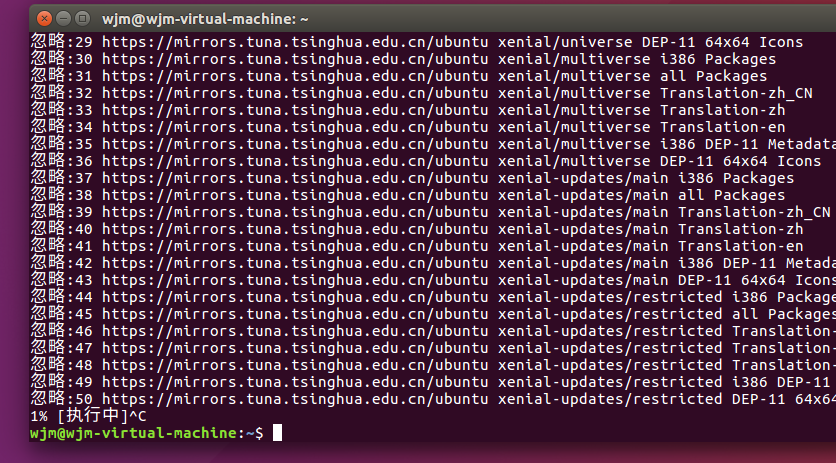 wjm@wjm-virtual-machine: ~
忽略:29 https://mirrors.tuna.tsinghua.edu.cn/ubuntu xenial/universe DEP-11 64x64 Icons
忽略:30 https://mirrors.tuna.tsinghua.edu.cn/ubuntu xenial/multiverse i386 Packages
忽略:31 https://mirrors.tuna.tsinghua.edu.cn/ubuntu xenial/multiverse all Packages
忽略:32 https://mirrors.tuna.tsinghua.edu.cn/ubuntu xenial/multiverse Translation-zh_CN
忽略:33 https://mirrors.tuna.tsinghua.edu.cn/ubuntu xenial/multiverse Translation-zh
忽略:34 https://mirrors.tuna.tsinghua.edu.cn/ubuntu xenial/multiverse Translation-en
忽略:35 https://mirrors.tuna.tsinghua.edu.cn/ubuntu xenial/multiverse i386 DEP-11 Metadata
忽略:36 https://mirrors.tuna.tsinghua.edu.cn/ubuntu xenial/multiverse DEP-11 64x64 Icons
忽略:37 https://mirrors.tuna.tsinghua.edu.cn/ubuntu xenial-updates/main i386 Packages
忽略:38 https://mirrors.tuna.tsinghua.edu.cn/ubuntu xenial-updates/main all Packages
忽略:39 https://mirrors.tuna.tsinghua.edu.cn/ubuntu xenial-updates/main Translation-zh_CN
忽略:40 https://mirrors.tuna.tsinghua.edu.cn/ubuntu xenial-updates/main Translation-zh
忽略:41 https://mirrors.tuna.tsinghua.edu.cn/ubuntu xenial-updates/main Translation-en
忽略:42 https://mirrors.tuna.tsinghua.edu.cn/ubuntu xenial-updates/main i386 DEP-11 Metada
忽略:43 https://mirrors.tuna.tsinghua.edu.cn/ubuntu xenial-updates/main DEP-11 64x64 Icons
忽略:44 https://mirrors.tuna.tsinghua.edu.cn/ubuntu xenial-updates/restricted i386 Package
忽略:45 https://mirrors.tuna.tsinghua.edu.cn/ubuntu xenial-updates/restricted all Packages
忽略:46 https://mirrors.tuna.tsinghua.edu.cn/ubuntu xenial-updates/restricted Translation-
忽略:47 https://mirrors.tuna.tsinghua.edu.cn/ubuntu xenial-updates/restricted Translation-
忽略:48 https://mirrors.tuna.tsinghua.edu.cn/ubuntu xenial-updates/restricted Translation-
忽略:49 https://mirrors.tuna.tsinghua.edu.cn/ubuntu xenial-updates/restricted i386 DEP-11
忽略:50 https://mirrors.tuna.tsinghua.edu.cn/ubuntu xenial-updates/restricted DEP-11 64x64
1% [执行中]^C
wjm@wjm-virtual-machine:~$